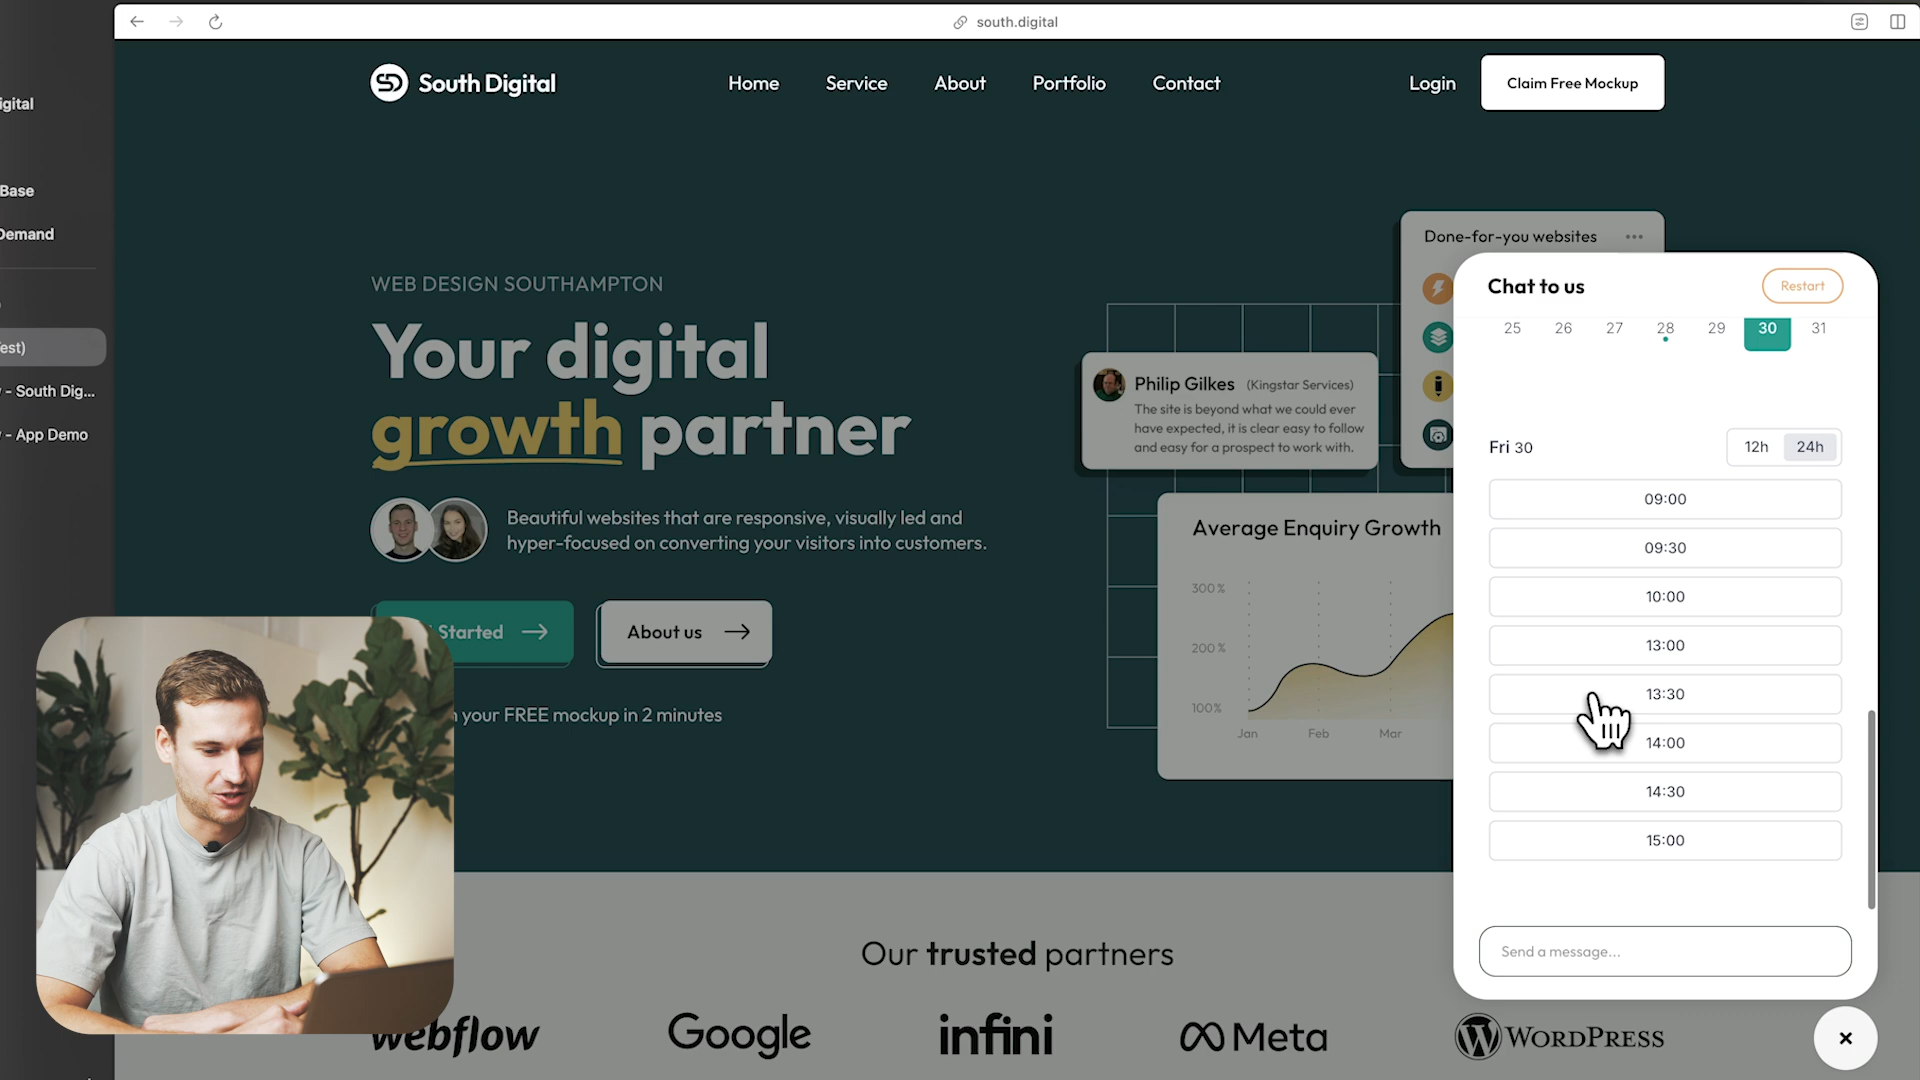 south.digital
igital
Base
Demand
est)
- South Dig...
- App Demo
South Digital
Home
Service
About
Portfolio
Contact
Login
Claim Free Mockup
WEB DESIGN SOUTHAMPTON
Your digital
growth partner
Beautiful websites that are responsive, visually led and
hyper-focused on converting your visitors into customers.
Started
About us
your FREE mockup in 2 minutes
Done-for-you websites
Philip Gilkes (Kingstar Services)
The site is beyond what we could ever
have expected, it is clear easy to follow
and easy for a prospect to work with.
Average Enquiry Growth
300%
200%
100%
Jan
Feb
Mar
Chat to us
Restart
25 26 27 28 29 30 31
Fri 30
12h 24h
09:00
09:30
10:00
13:00
13:30
14:00
14:30
15:00
Send a message...
Our trusted partners
webflow
Google
infini
Meta
WORDPRESS